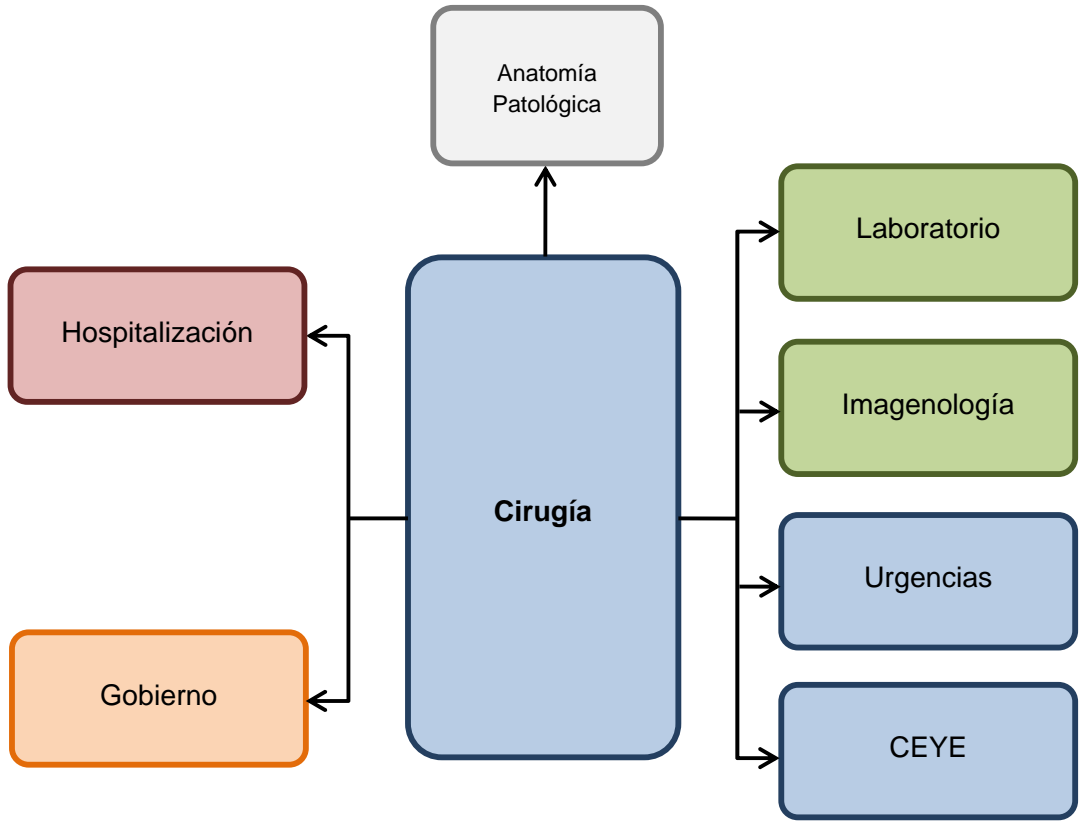 Anatomía
Patológica
Laboratorio
Hospitalización
Imagenología
Cirugía
Urgencias
Gobierno
CEYE